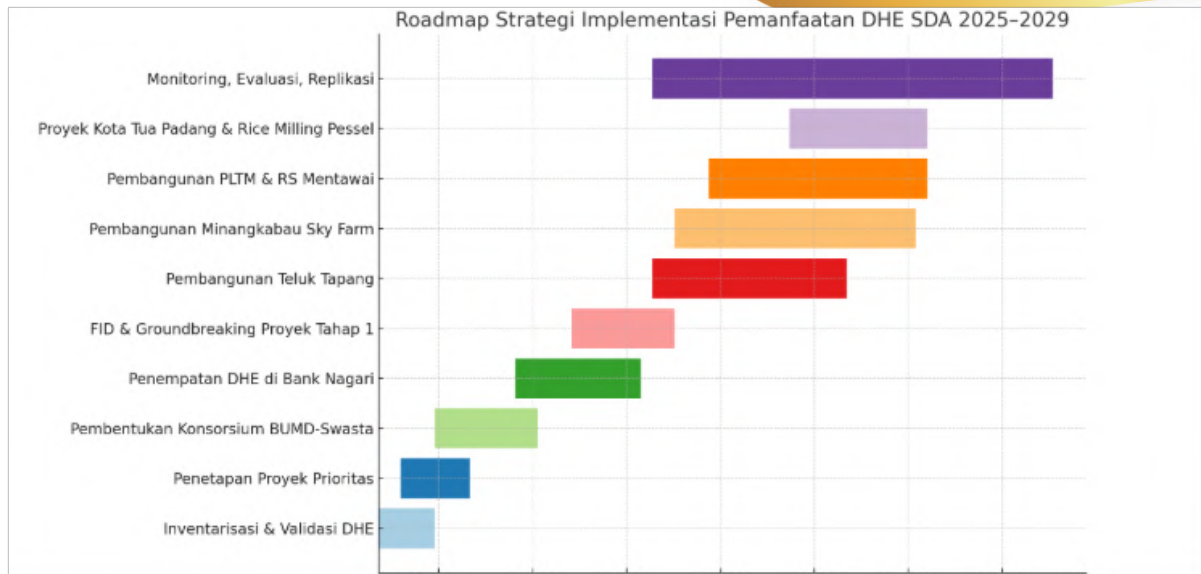 Roadmap Strategi Implementasi Pemanfaatan DHE SDA 2025–2029
Monitoring, Evaluasi, Replikasi
Proyek Kota Tua Padang & Rice Milling Pessel
Pembangunan PLTM & RS Mentawai
Pembangunan Minangkabau Sky Farm
Pembangunan Teluk Tapang
FID & Groundbreaking Proyek Tahap 1
Penempatan DHE di Bank Nagari
Pembentukan Konsorsium BUMD-Swasta
Penetapan Proyek Prioritas
Inventarisasi & Validasi DHE